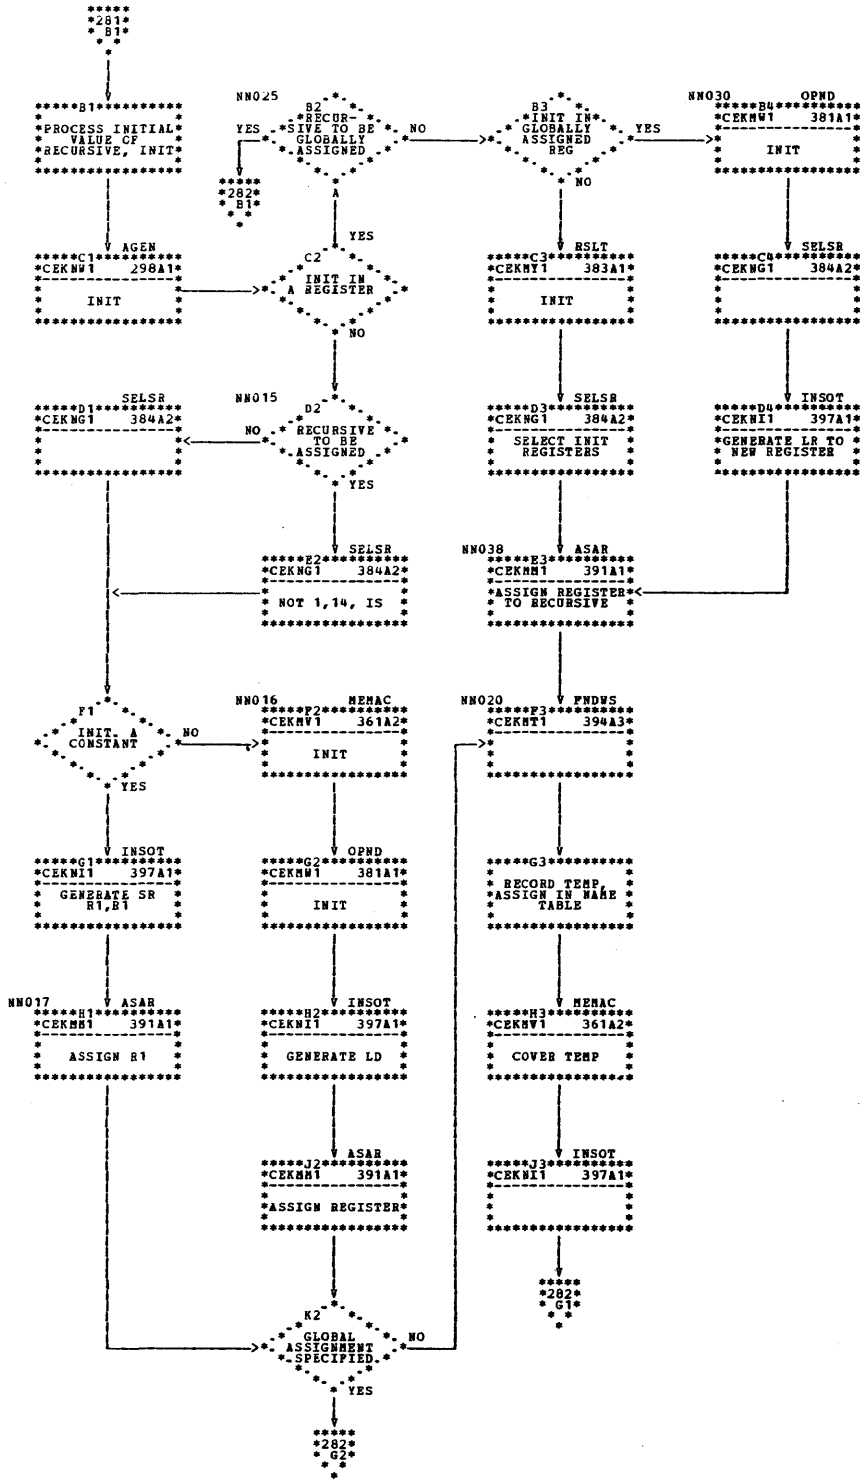 281
B1
B1
PROCESS INITIAL
VALUE OF
RECURSIVE, INIT
NN025
B2
RECUR-
SIVE TO BE
GLOBALLY
ASSIGNED
YES
NO
282
B1
A
B3
INIT IN
GLOBALLY
ASSIGNED
REG
YES
NO
NN030
OPND
B4
CEKMW1 381A1
INIT
AGEN
C1
CEKNW1 298A1
INIT
YES
C2
INIT IN
A REGISTER
NO
RSLT
C3
CEKMY1 383A1
INIT
SELSR
C4
CEKNG1 384A2
SELSR
D1
CEKNG1 384A2
NN015
D2
RECURSIVE
TO BE
ASSIGNED
NO
YES
SELSR
D3
CEKNG1 384A2
SELECT INIT
REGISTERS
INSOT
D4
CEKNI1 397A1
GENERATE LR TO
NEW REGISTER
SELSR
E2
CEKNG1 384A2
NOT 1,14, IS
NN038
ASAR
E3
CEKMM1 391A1
ASSIGN REGISTER
TO RECURSIVE
F1
INIT. A
CONSTANT
NO
YES
NN016
MEMAC
F2
CEKMV1 361A2
INIT
NN020
FNDWS
F3
CEKMT1 394A3
INSOT
G1
CEKNI1 397A1
GENERATE SR
R1,R1
OPND
G2
CEKMW1 381A1
INIT
G3
RECORD TEMP,
ASSIGN IN NAME
TABLE
NN017
ASAR
H1
CEKMM1 391A1
ASSIGN R1
INSOT
H2
CEKNI1 397A1
GENERATE LD
MEMAC
H3
CEKMV1 361A2
COVER TEMP
ASAR
J2
CEKMM1 391A1
ASSIGN REGISTER
INSOT
J3
CEKNI1 397A1
282
G1
K2
GLOBAL
ASSIGNMENT
SPECIFIED
NO
YES
282
G2